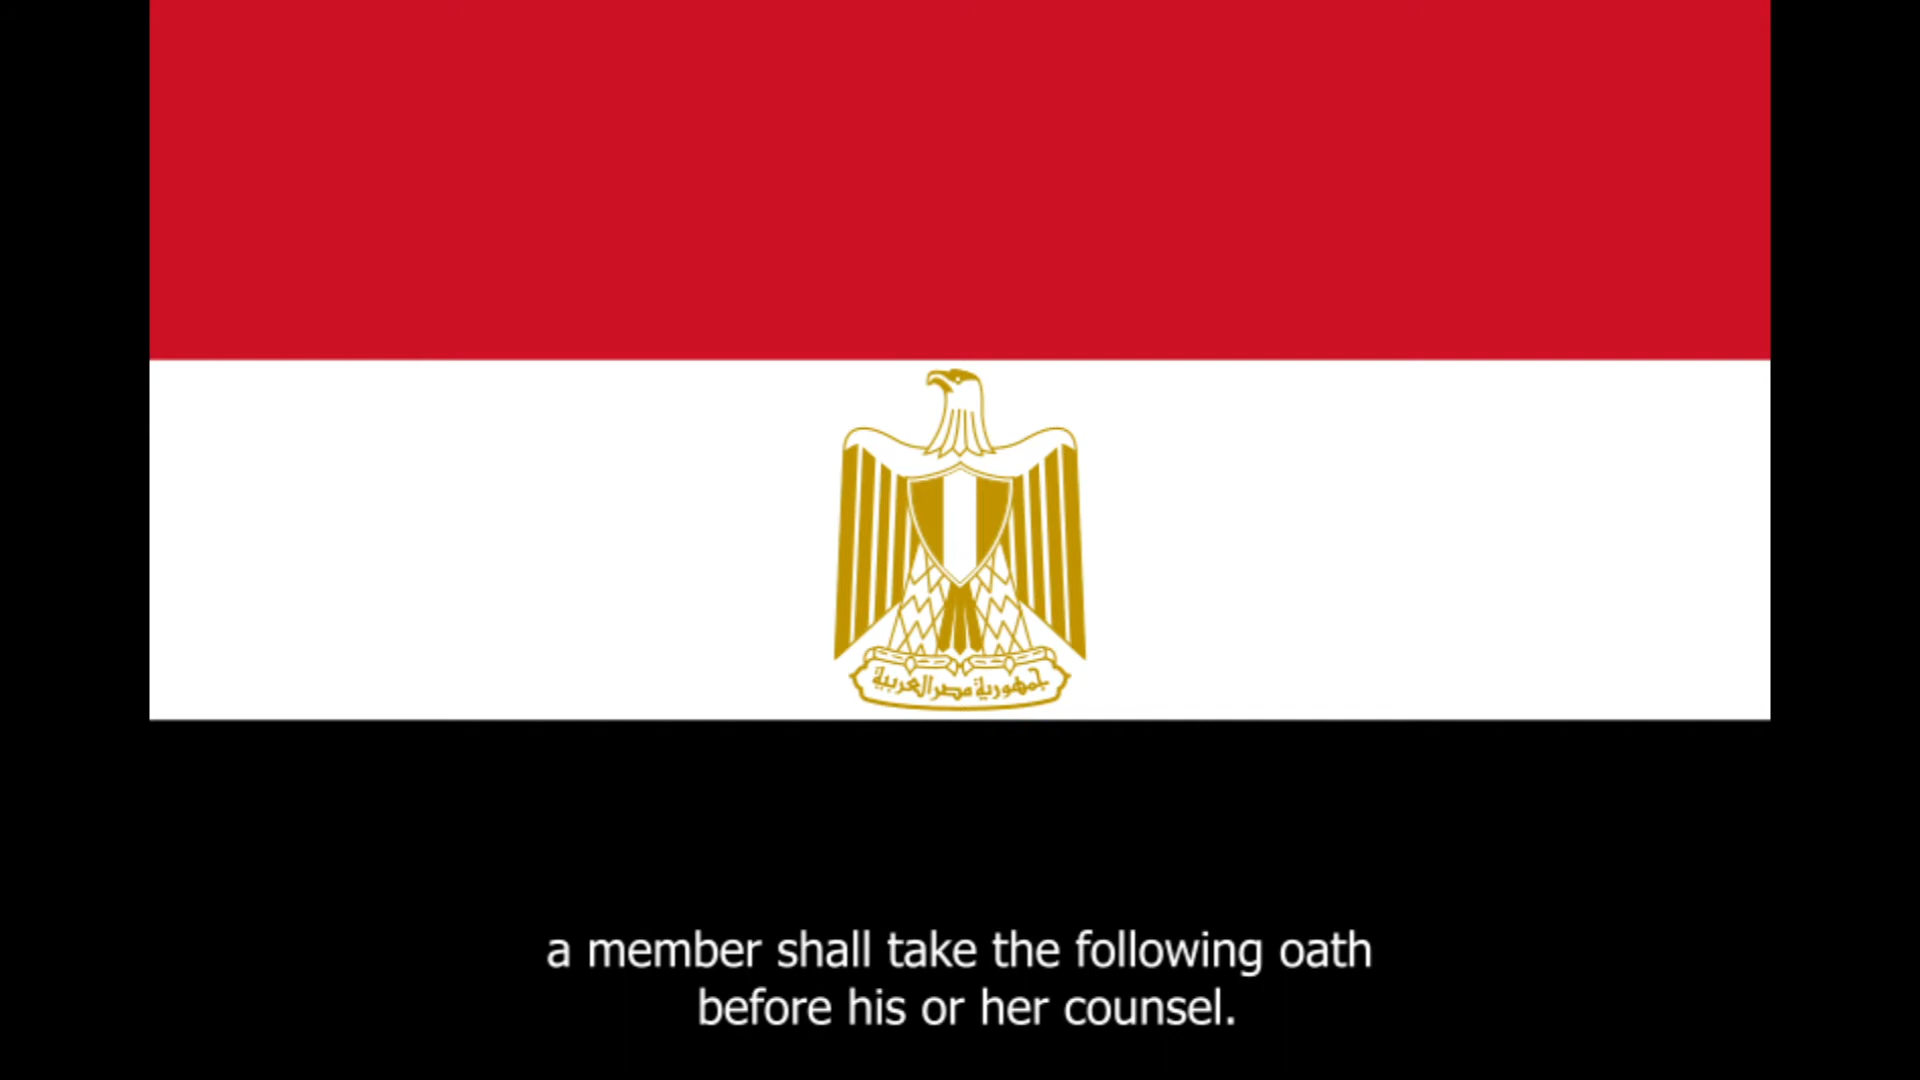 جمهورية مصر العربية
a member shall take the following oath
before his or her counsel.